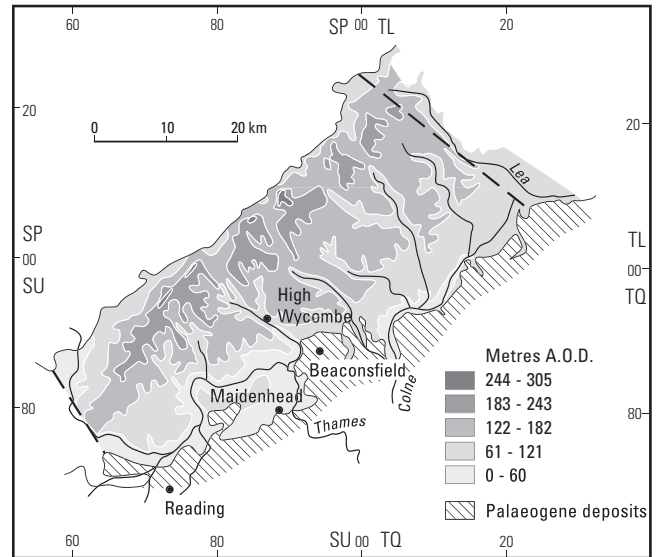 60 80 SP 00 TL 20
20 20
0 10 20 km
Lea
SP TL
00 00
SU TQ
High
Wycombe
Beaconsfield
Maidenhead
Colne
Thames
Reading
80 80
Metres A.O.D.
244 - 305
183 - 243
122 - 182
61 - 121
0 - 60
Palaeogene deposits
60 80 SU 00 TQ 20